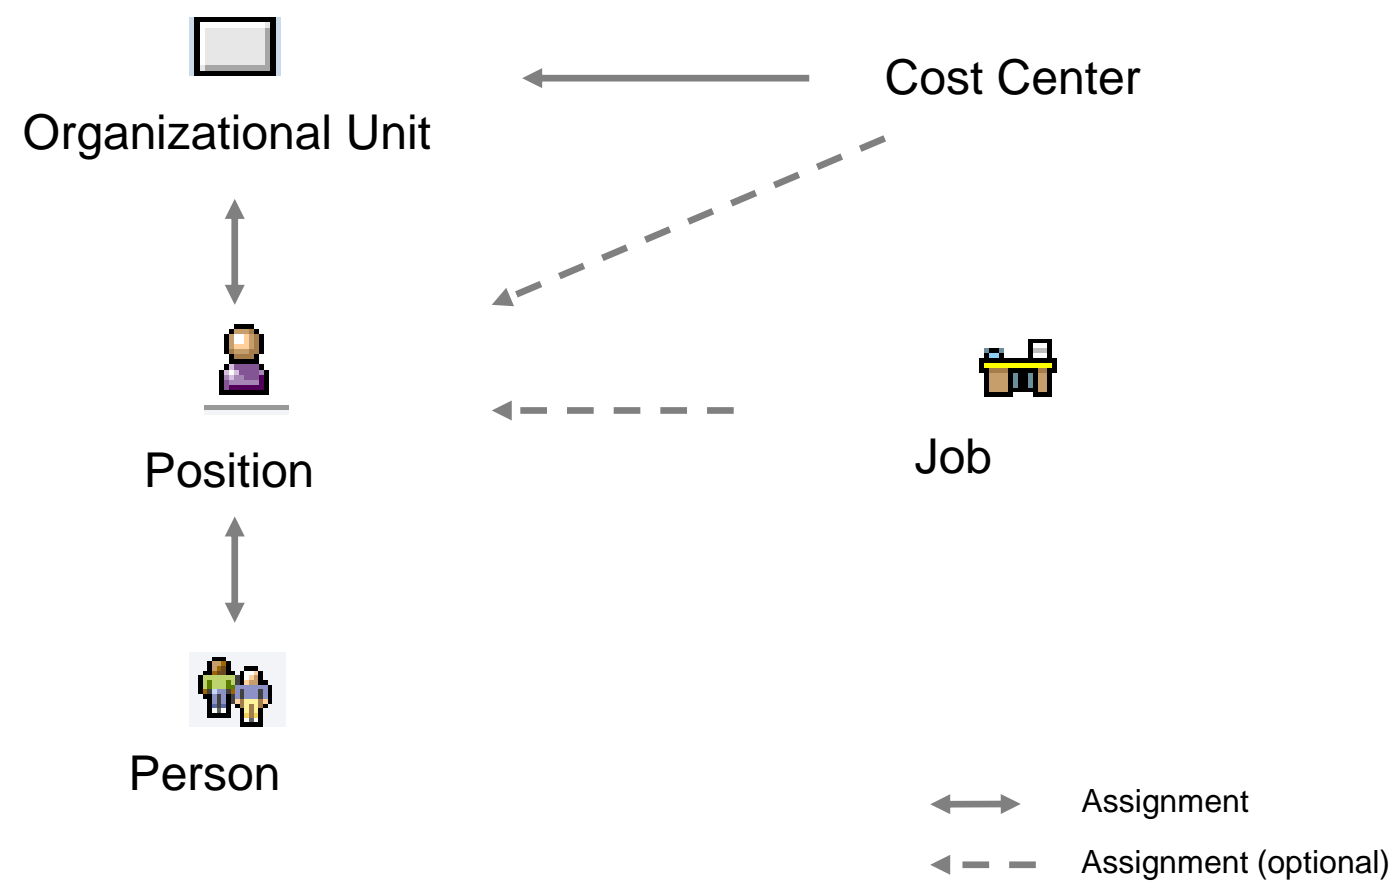 Cost Center
Organizational Unit
Position
Job
Person
Assignment
Assignment (optional)